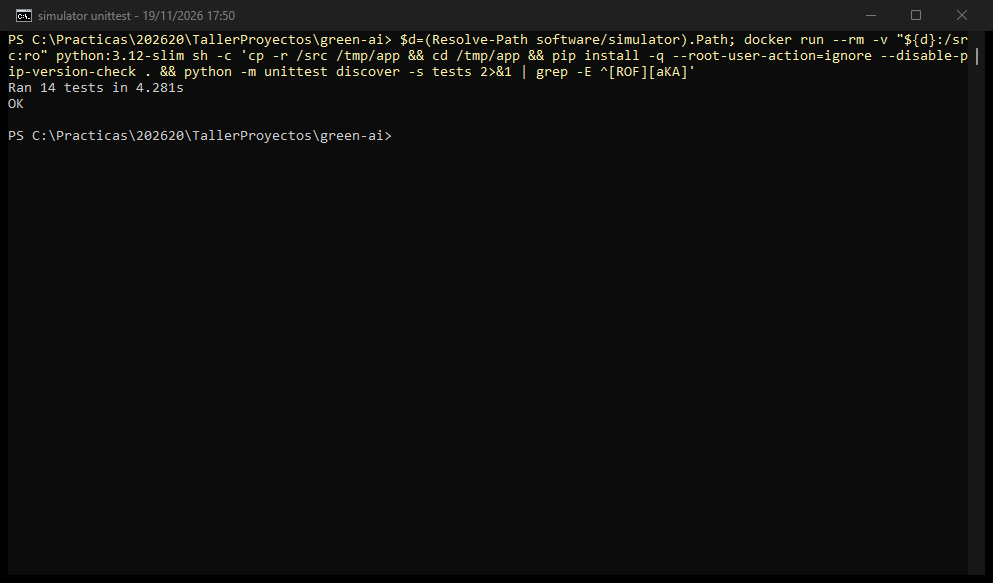 simulator unittest - 19/11/2026 17:50
PS C:\Practicas\202620\TallerProyectos\green-ai> $d=(Resolve-Path software/simulator).Path; docker run --rm -v "${d}:/sr
c:ro" python:3.12-slim sh -c 'cp -r /src /tmp/app && cd /tmp/app && pip install -q --root-user-action=ignore --disable-p
ip-version-check . && python -m unittest discover -s tests 2>&1 | grep -E ^[ROF][aKA]'
Ran 14 tests in 4.281s
OK
PS C:\Practicas\202620\TallerProyectos\green-ai>